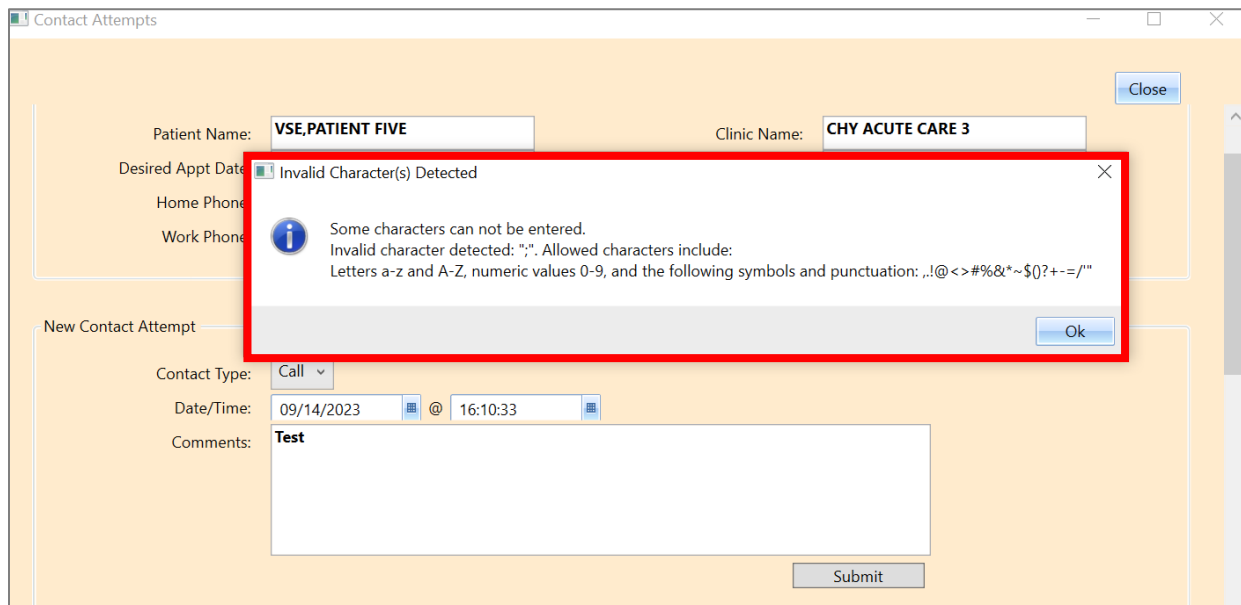 Contact Attempts
Close
Patient Name: VSE,PATIENT FIVE Clinic Name: CHY ACUTE CARE 3
Desired Appt Date
Invalid Character(s) Detected
Home Phone
Some characters can not be entered.
Work Phone
Invalid character detected: ";". Allowed characters include:
Letters a-z and A-Z, numeric values 0-9, and the following symbols and punctuation: ,.!@<>#%&*~$()?+-=/'"
Ok
New Contact Attempt
Contact Type: Call
Date/Time: 09/14/2023 @ 16:10:33
Comments: Test
Submit